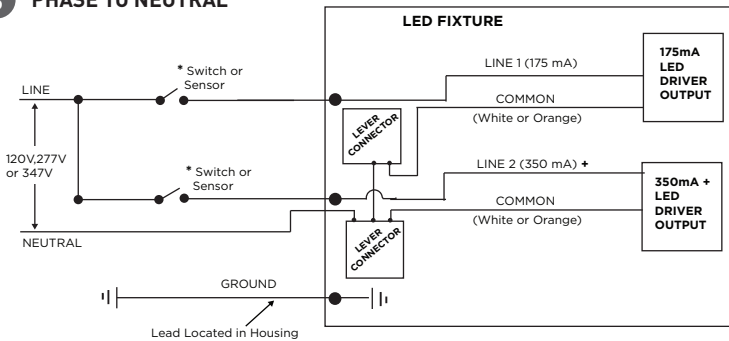 PHASE TO NEUTRAL
LED FIXTURE
* Switch or
Sensor
LINE
LINE 1 (175 mA)
175mA
LED
DRIVER
OUTPUT
COMMON
(White or Orange)
LEVER
CONNECTOR
120V,277V
or 347V
* Switch or
Sensor
LINE 2 (350 mA) +
350mA +
LED
DRIVER
OUTPUT
COMMON
(White or Orange)
NEUTRAL
LEVER
CONNECTOR
GROUND
Lead Located in Housing